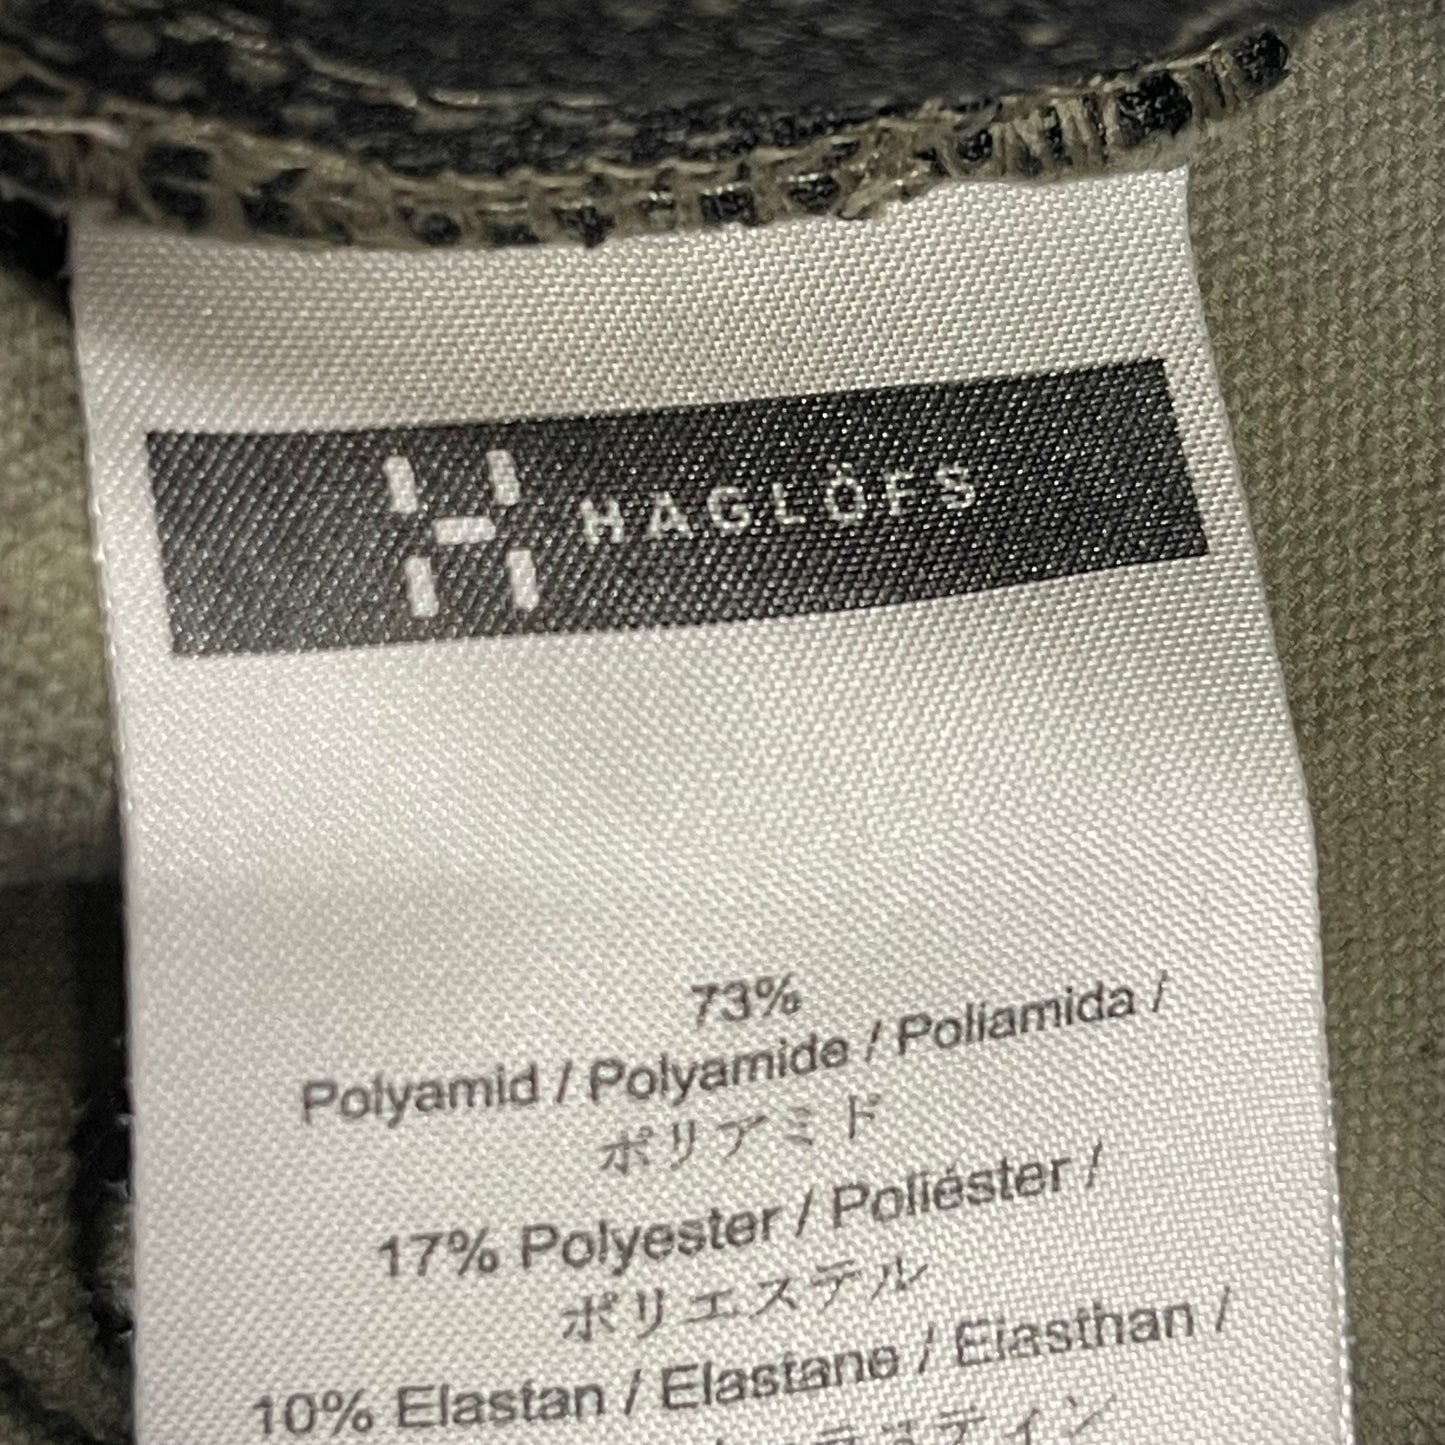 HAGLÖFS
73%
Polyamid / Polyamide / Poliamida /
ポリアミド
17% Polyester / Poliéster /
ポリエステル
10% Elastan / Elastane / Elasthan /